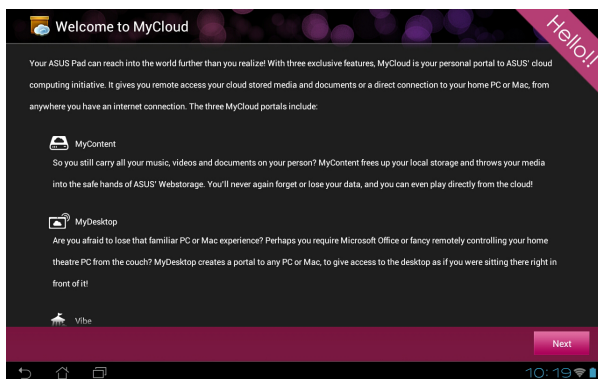 Welcome to MyCloud
Hello!!
Your ASUS Pad can reach into the world further than you realize! With three exclusive features, MyCloud is your personal portal to ASUS' cloud
computing initiative. It gives you remote access your cloud stored media and documents or a direct connection to your home PC or Mac, from
anywhere you have an internet connection. The three MyCloud portals include:
MyContent
So you still carry all your music, videos and documents on your person? MyContent frees up your local storage and throws your media
into the safe hands of ASUS' Webstorage. You'll never again forget or lose your data, and you can even play directly from the cloud!
MyDesktop
Are you afraid to lose that familiar PC or Mac experience? Perhaps you require Microsoft Office or fancy remotely controlling your home
theatre PC from the couch? MyDesktop creates a portal to any PC or Mac, to give access to the desktop as if you were sitting there right in
front of it!
Vibe
Next
10:19